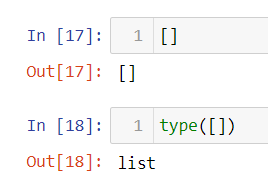 In [17]: 1 []
Out[17]: []
In [18]: 1 type([])
Out[18]: list